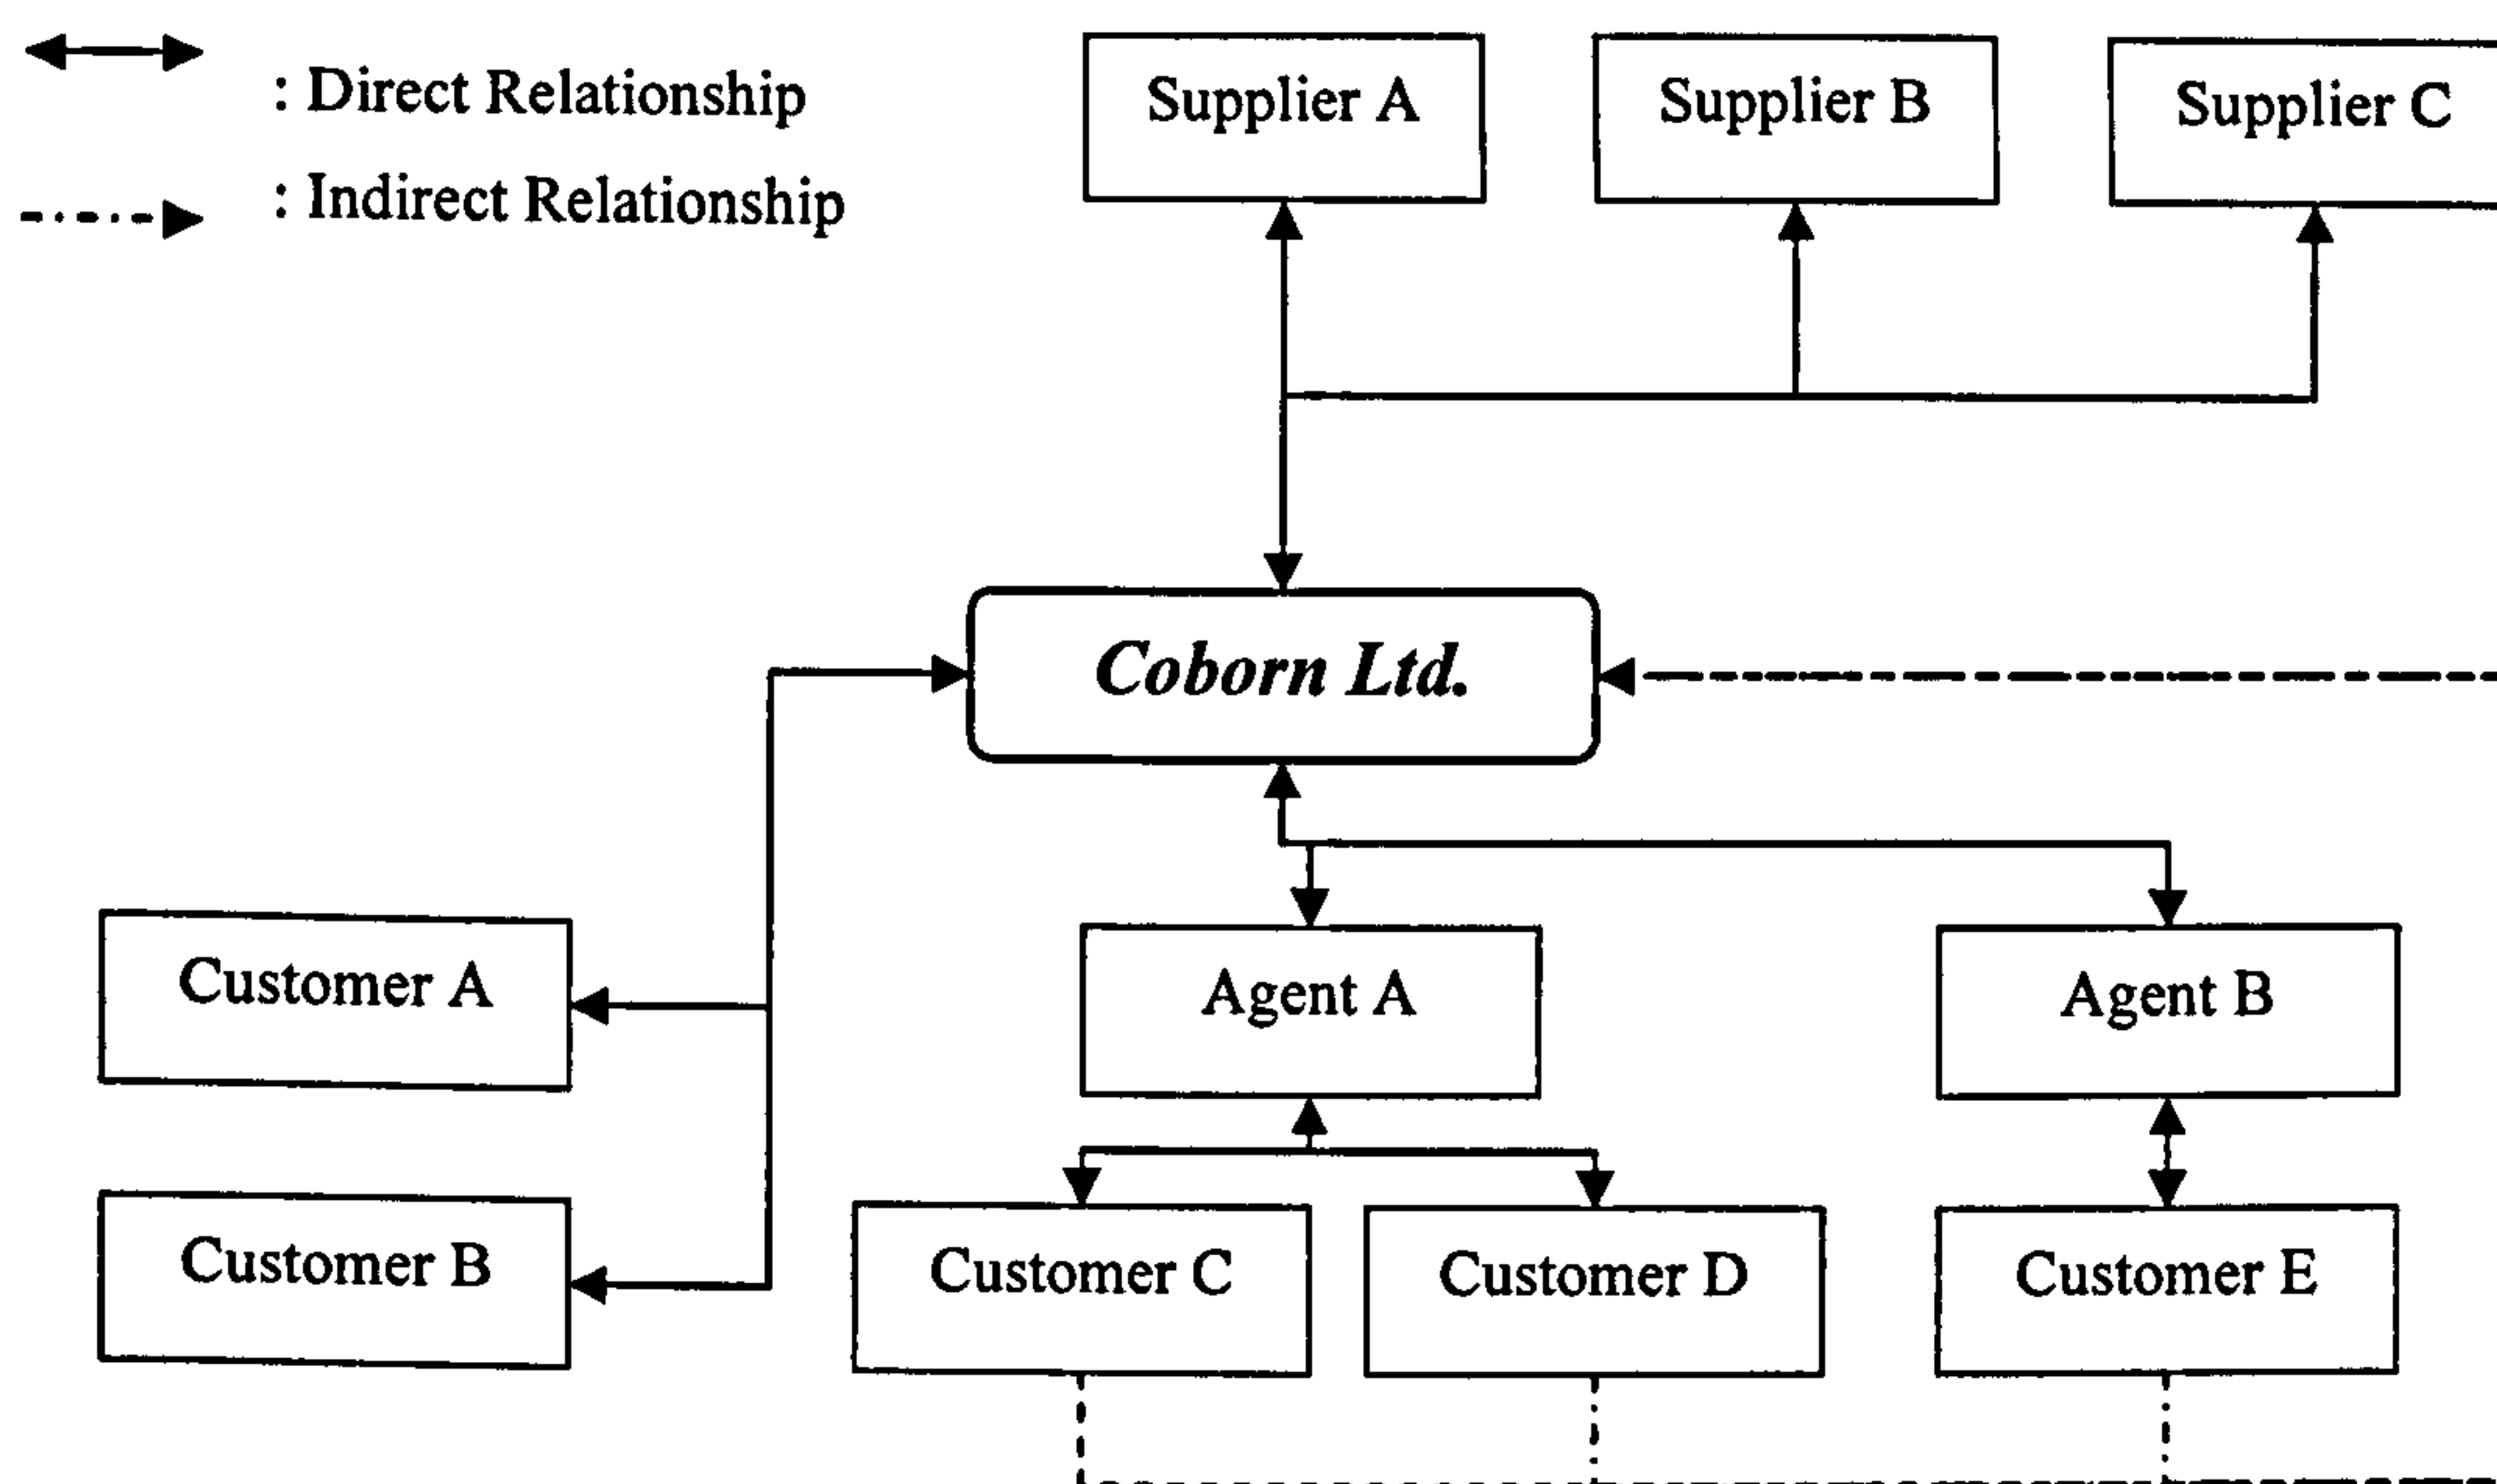 : Direct Relationship
: Indirect Relationship
Supplier A
Supplier B
Supplier C
Coborn Ltd.
Customer A
Agent A
Agent B
Customer B
Customer C
Customer D
Customer E